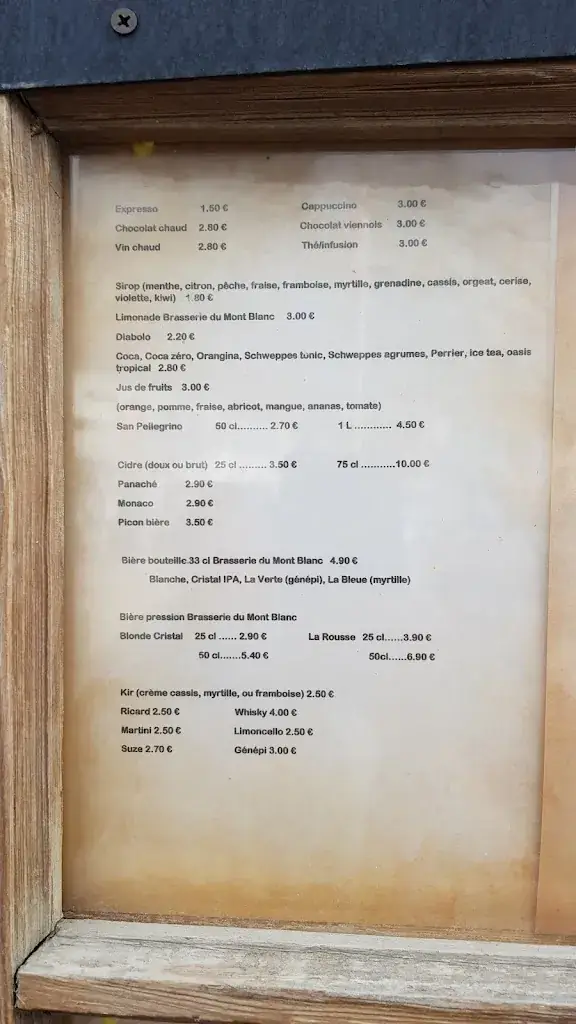 Expresso 1.50 € Cappuccino 3.00 €
Chocolat chaud 2.80 € Chocolat viennois 3.00 €
Vin chaud 2.80 € Thé/infusion 3.00 €
Sirop (menthe, citron, pêche, fraise, framboise, myrtille, grenadine, cassis, orgeat, cerise,
violette, kiwi) 1.80 €
Limonade Brasserie du Mont Blanc 3.00 €
Diabolo 2.20 €
Coca, Coca zéro, Orangina, Schweppes tonic, Schweppes agrumes, Perrier, ice tea, oasis
tropical 2.80 €
Jus de fruits 3.00 €
(orange, pomme, fraise, abricot, mangue, ananas, tomate)
San Pellegrino 50 cl.......... 2.70 € 1 L ............ 4.50 €
Cidre (doux ou brut) 25 cl ......... 3.50 € 75 cl ...........10.00 €
Panaché 2.90 €
Monaco 2.90 €
Picon bière 3.50 €
Bière bouteille 33 cl Brasserie du Mont Blanc 4.90 €
Blanche, Cristal IPA, La Verte (génépi), La Bleue (myrtille)
Bière pression Brasserie du Mont Blanc
Blonde Cristal 25 cl ...... 2.90 € La Rousse 25 cl......3.90 €
50 cl.......5.40 € 50cl......6.90 €
Kir (crème cassis, myrtille, ou framboise) 2.50 €
Ricard 2.50 € Whisky 4.00 €
Martini 2.50 € Limoncello 2.50 €
Suze 2.70 € Génépi 3.00 €